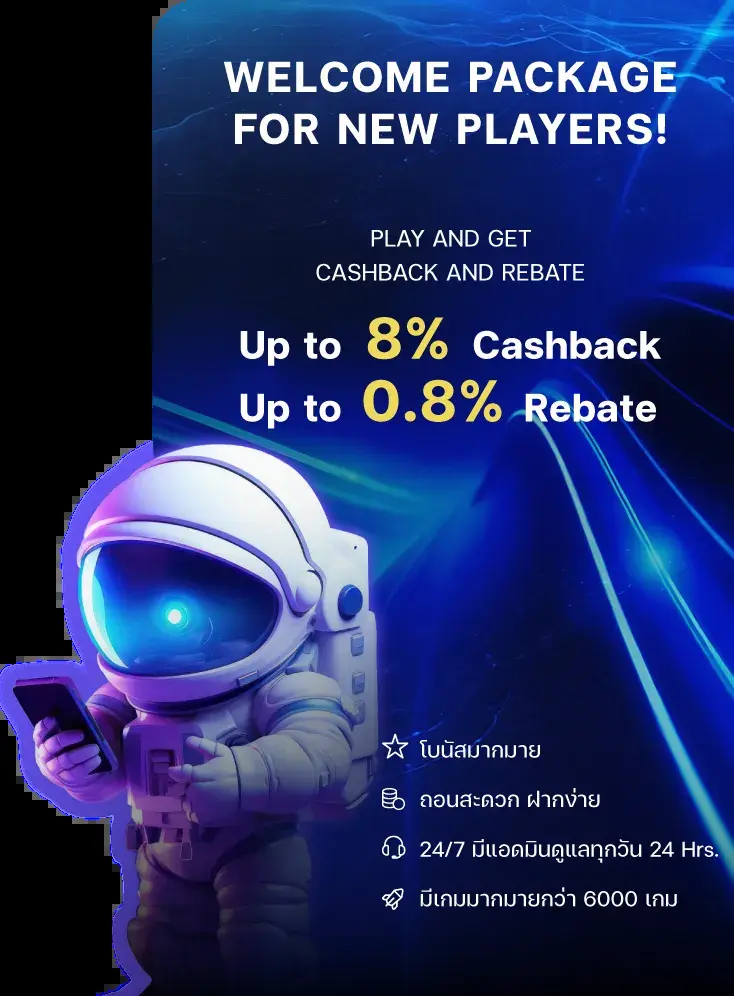 WELCOME PACKAGE
FOR NEW PLAYERS!
PLAY AND GET
CASHBACK AND REBATE
Up to 8% Cashback
Up to 0.8% Rebate
โบนัสมากมาย
ถอนสะดวก ฝากง่าย
24/7 มีแอดมินดูแลทุกวัน 24 Hrs.
มีเกมมากมายกว่า 6000 เกม